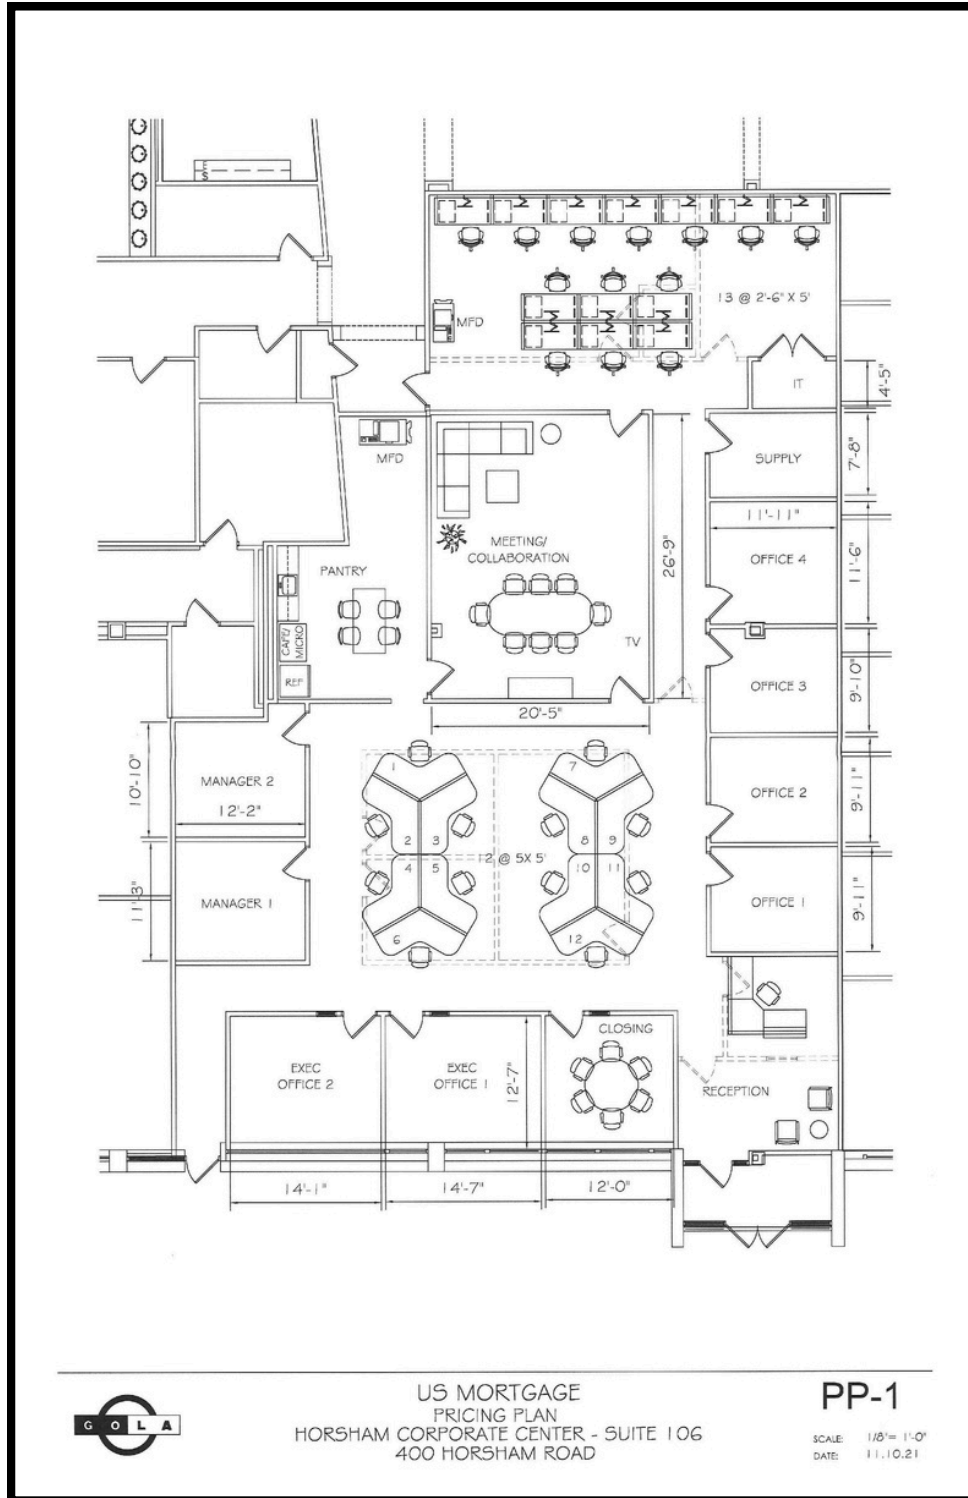 13 @ 2'-6" X 5'
MFD
IT
4'-5"
MFD
SUPPLY
7'-8"
11'-11"
MEETING/
COLLABORATION
OFFICE 4
11'-6"
26'-9"
PANTRY
CAFE/
MICRO
TV
REF
OFFICE 3
9'-10"
20'-5"
10'-10"
MANAGER 2
12'-2"
1
7
OFFICE 2
9'-11"
2 3
8 9
12 @ 5X 5'
4 5
10 11
11'-3"
MANAGER 1
OFFICE 1
9'-11"
6
12
CLOSING
EXEC
OFFICE 2
EXEC
OFFICE 1
12'-7"
RECEPTION
14'-1"
14'-7"
12'-0"
GOLA
US MORTGAGE
PRICING PLAN
HORSHAM CORPORATE CENTER - SUITE 106
400 HORSHAM ROAD
PP-1
SCALE: 1/8"= 1'-0"
DATE: 11.10.21